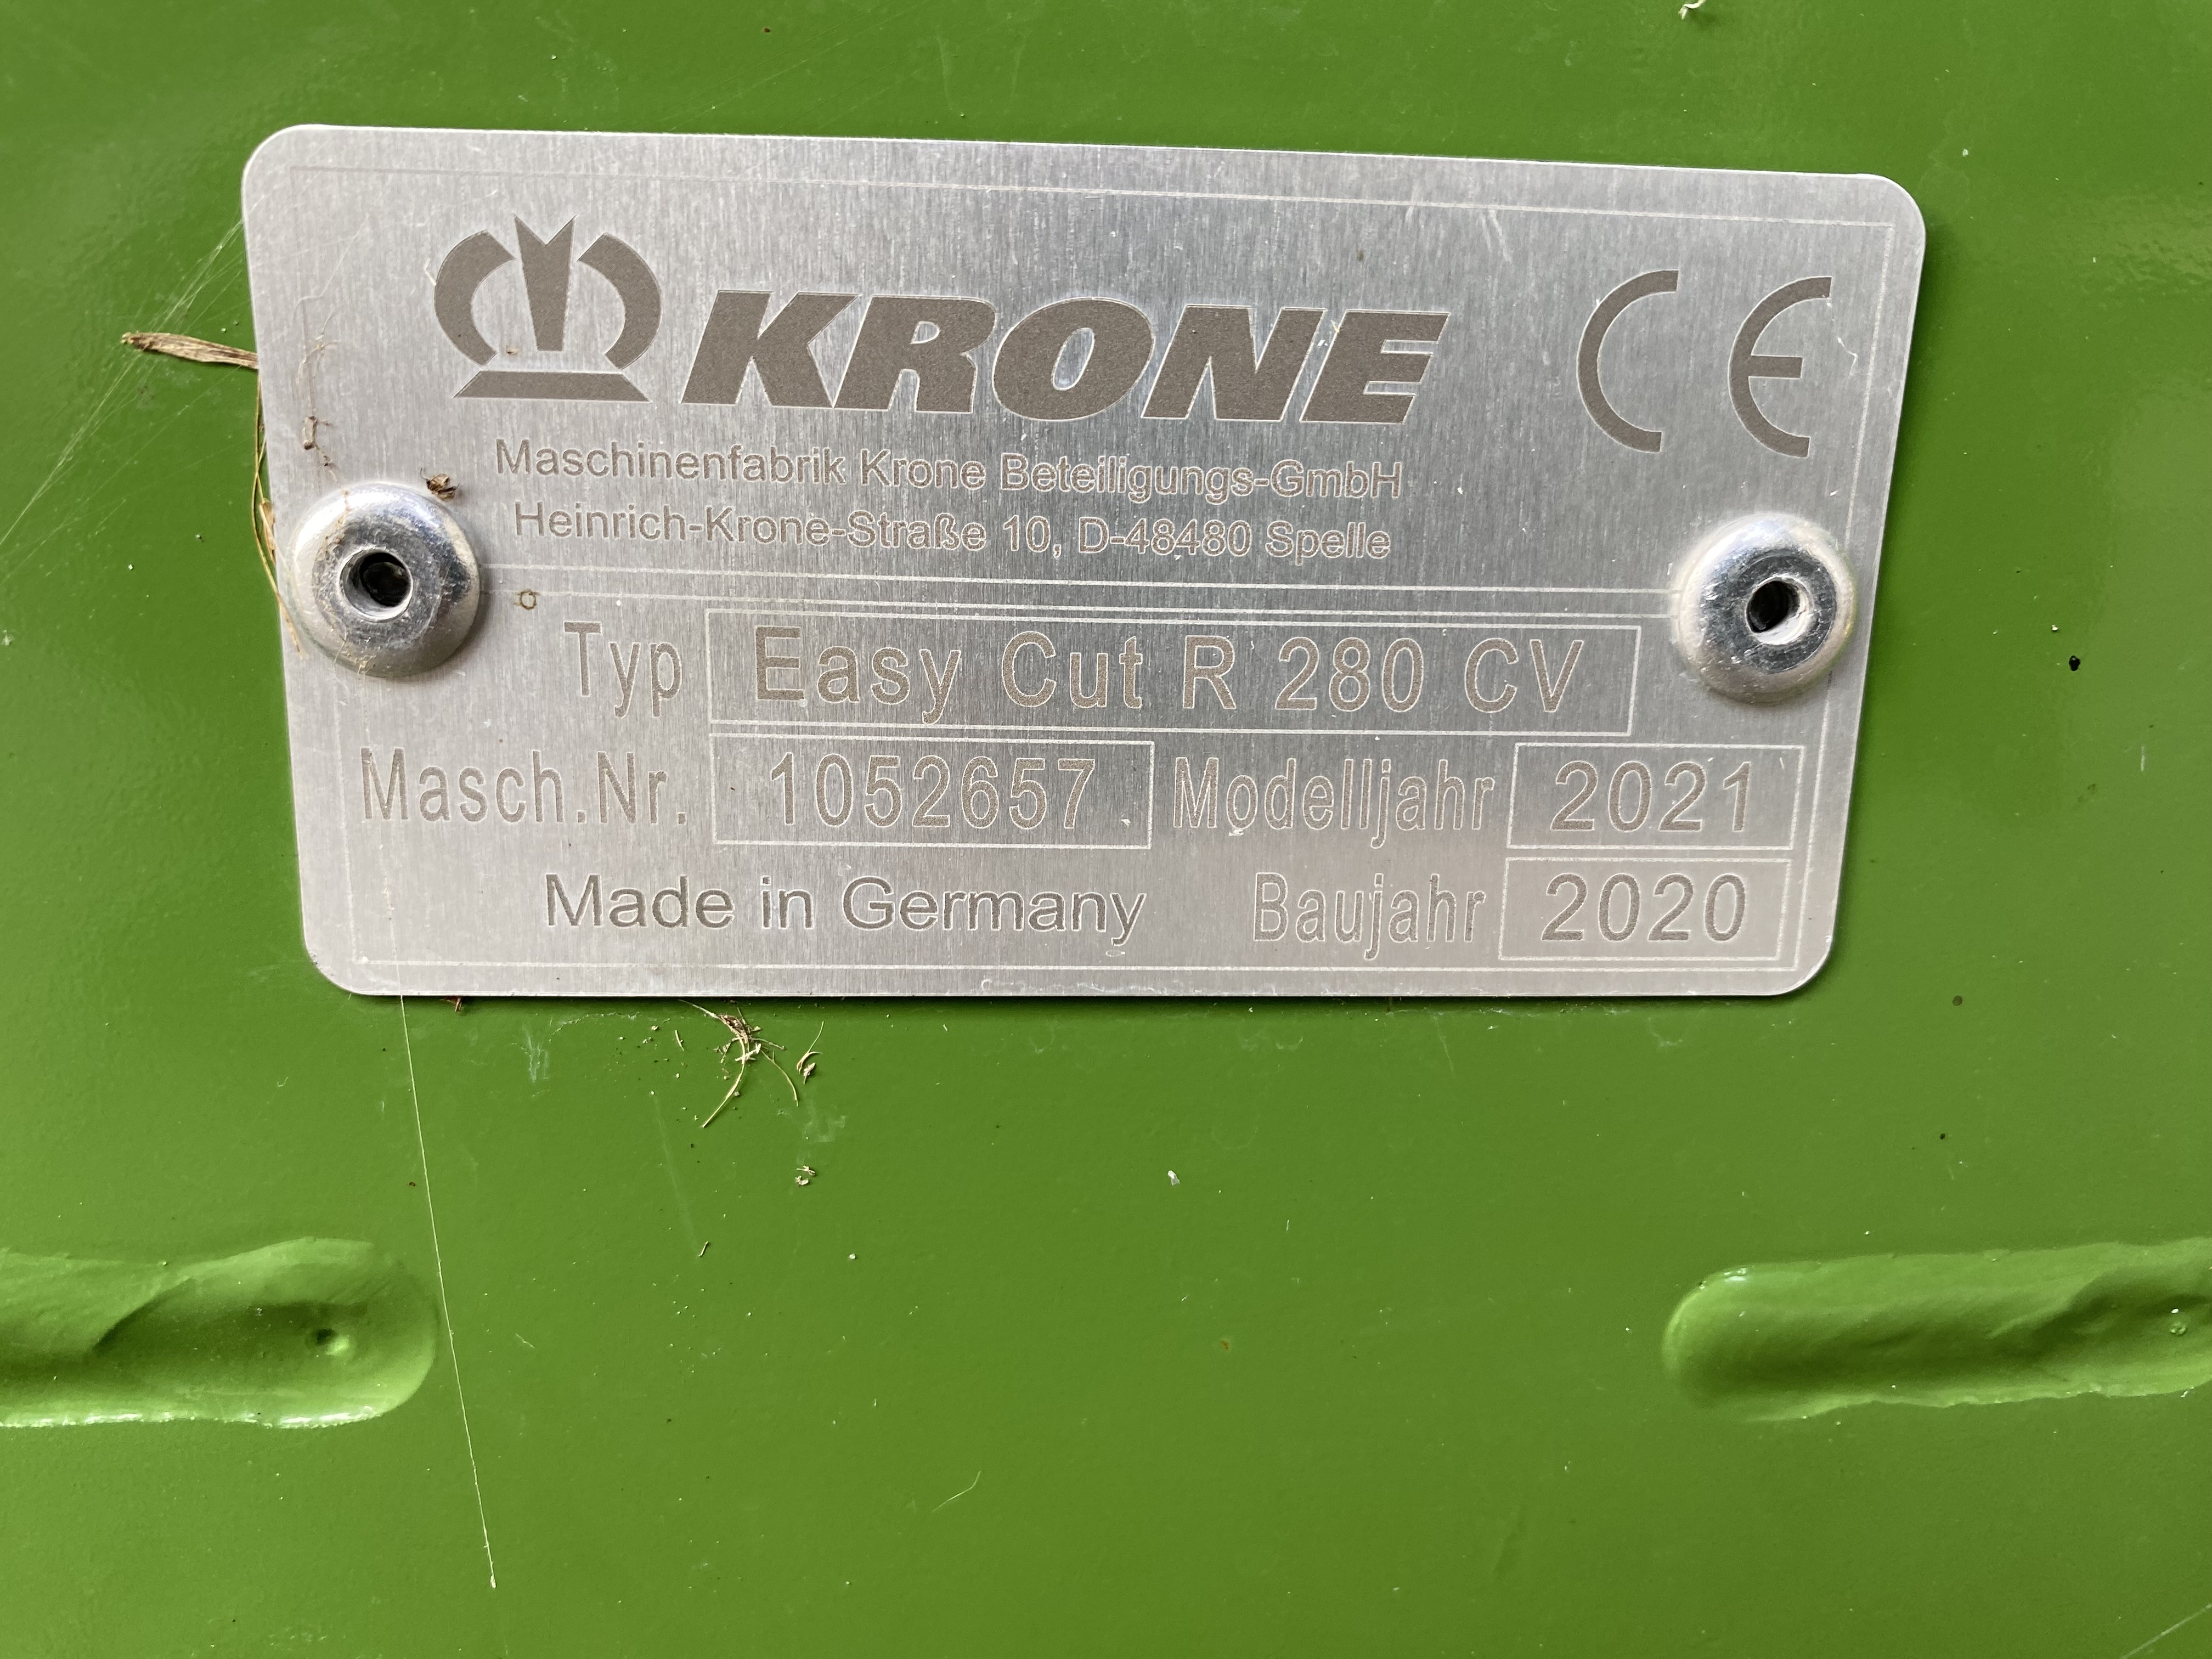 KRONE CE
Maschinenfabrik Krone Beteiligungs-GmbH
Heinrich-Krone-Straße 10, D-48480 Spelle
Typ Easy Cut R 280 CV
Masch.Nr. 1052657 Modelljahr 2021
Made in Germany Baujahr 2020